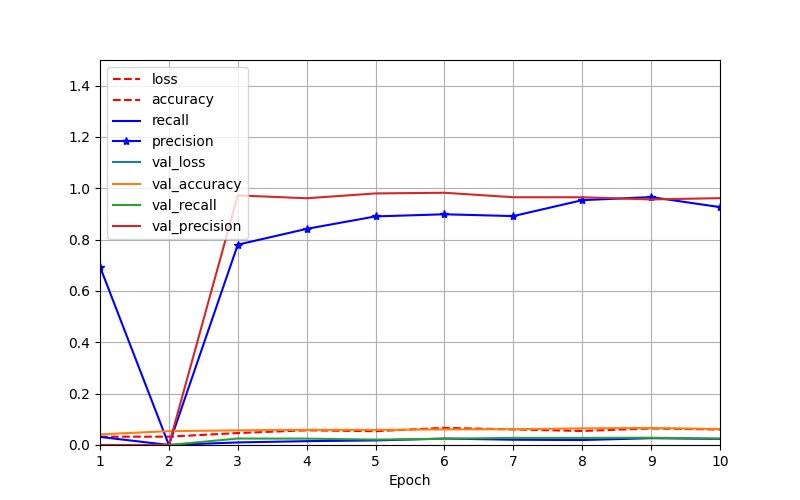 1.4
1.2
1.0
0.8
0.6
0.4
0.2
0.0
loss
accuracy
recall
precision
val_loss
val_accuracy
val_recall
val_precision
1 2 3 4 5 6 7 8 9 10
Epoch